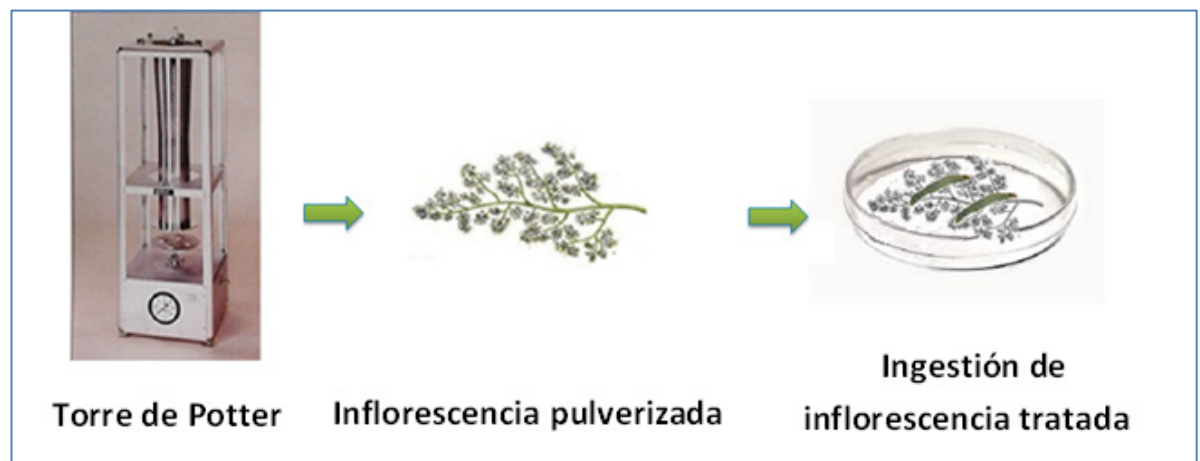 Torre de Potter
Inflorescencia pulverizada
Ingestión de
inflorescencia tratada